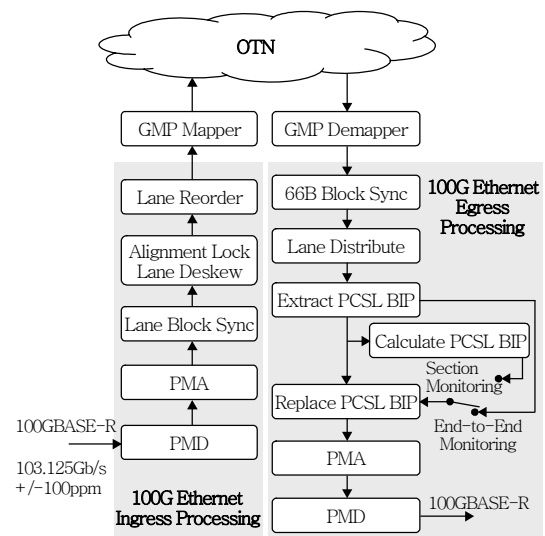 OTN
GMP Mapper
GMP Demapper
Lane Reorder
Alignment Lock
Lane Deskew
Lane Block Sync
PMA
PMD
100GBASE-R
103.125Gb/s
+/-100ppm
100G Ethernet
Ingress Processing
66B Block Sync
100G Ethernet
Egress
Processing
Lane Distribute
Extract PCSL BIP
Calculate PCSL BIP
Section
Monitoring
Replace PCSL BIP
End-to-End
Monitoring
PMA
PMD
100GBASE-R